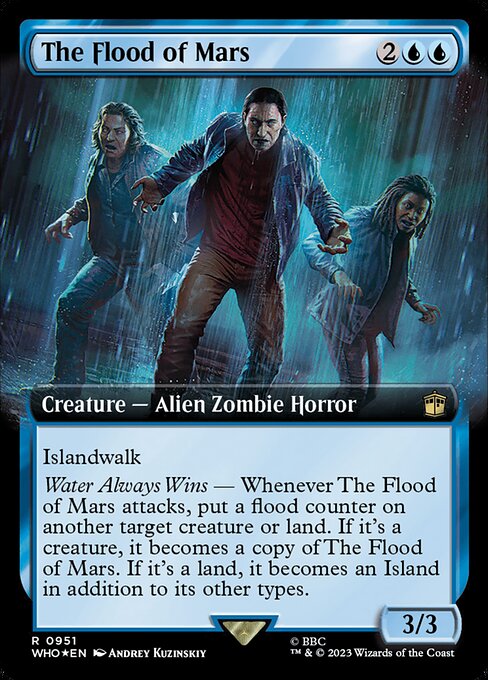 The Flood of Mars 2
Creature — Alien Zombie Horror
Islandwalk
Water Always Wins — Whenever The Flood
of Mars attacks, put a flood counter on
another target creature or land. If it's a
creature, it becomes a copy of The Flood
of Mars. If it's a land, it becomes an Island
in addition to its other types.
3/3
R 0951
WHO★EN Andrey Kuzinskiy
© BBC
™ & © 2023 Wizards of the Coast